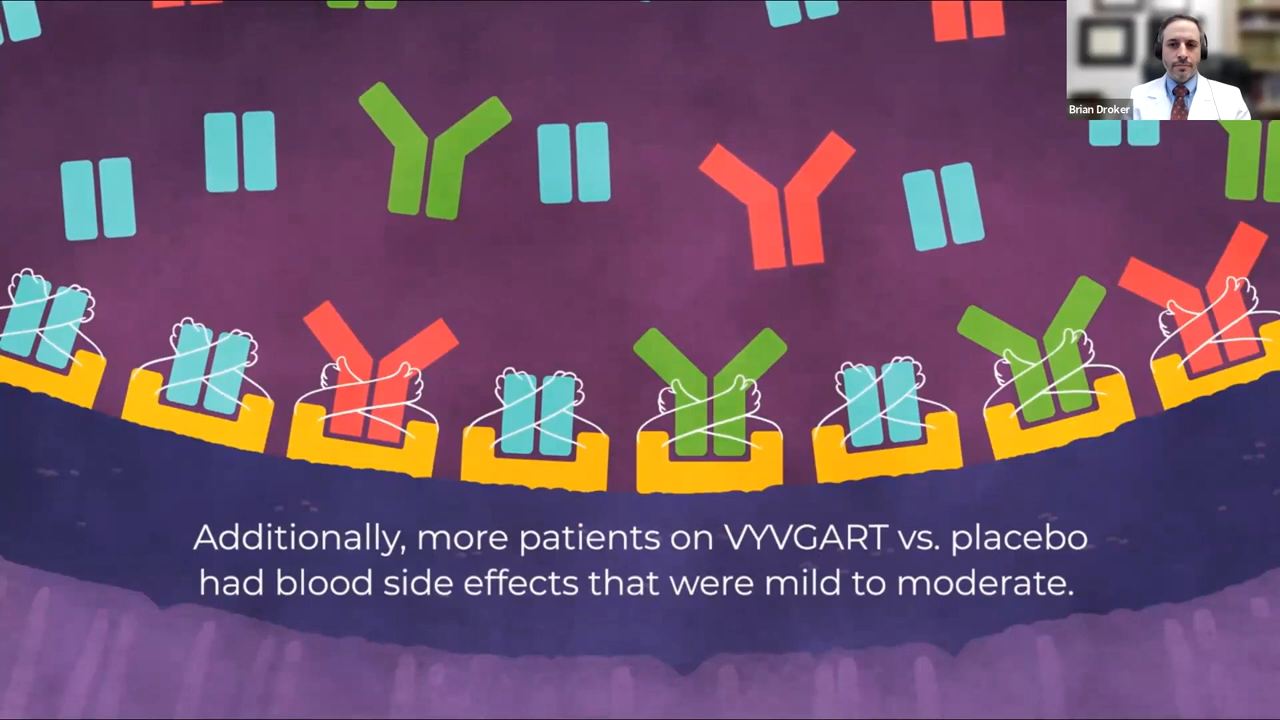 Brian Droker
Additionally, more patients on VYVGART vs. placebo
had blood side effects that were mild to moderate.